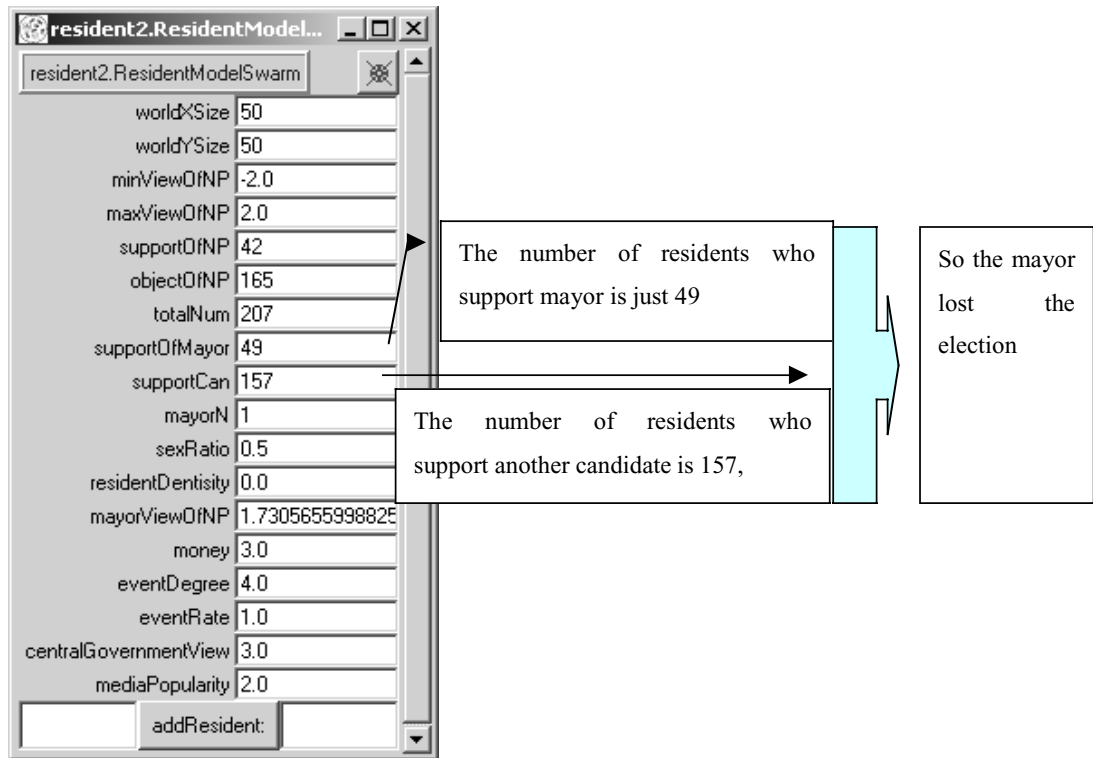 resident2.ResidentModel...
resident2.ResidentModelSwarm
worldXSize 50
worldYSize 50
minViewOfNP -2.0
maxViewOfNP 2.0
supportOfNP 42
objectOfNP 165
totalNum 207
supportOfMayor 49
supportCan 157
mayorN 1
sexRatio 0.5
residentDentisity 0.0
mayorViewOfNP 1.7305655998825
money 3.0
eventDegree 4.0
eventRate 1.0
centralGovernmentView 3.0
mediaPopularity 2.0
addResident:
The number of residents who
support mayor is just 49
The number of residents who
support another candidate is 157,
So the mayor
lost the
election